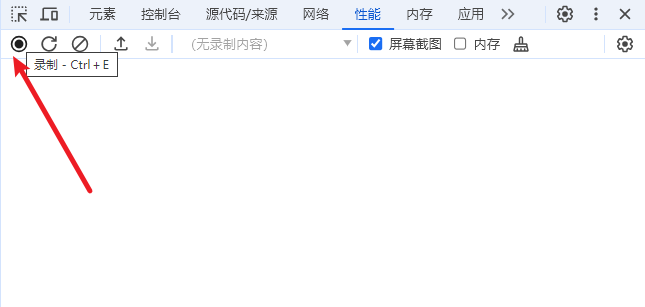 元素 控制台 源代码/来源 网络 性能 内存 应用
(无录制内容) 屏幕截图 内存
录制 - Ctrl + E